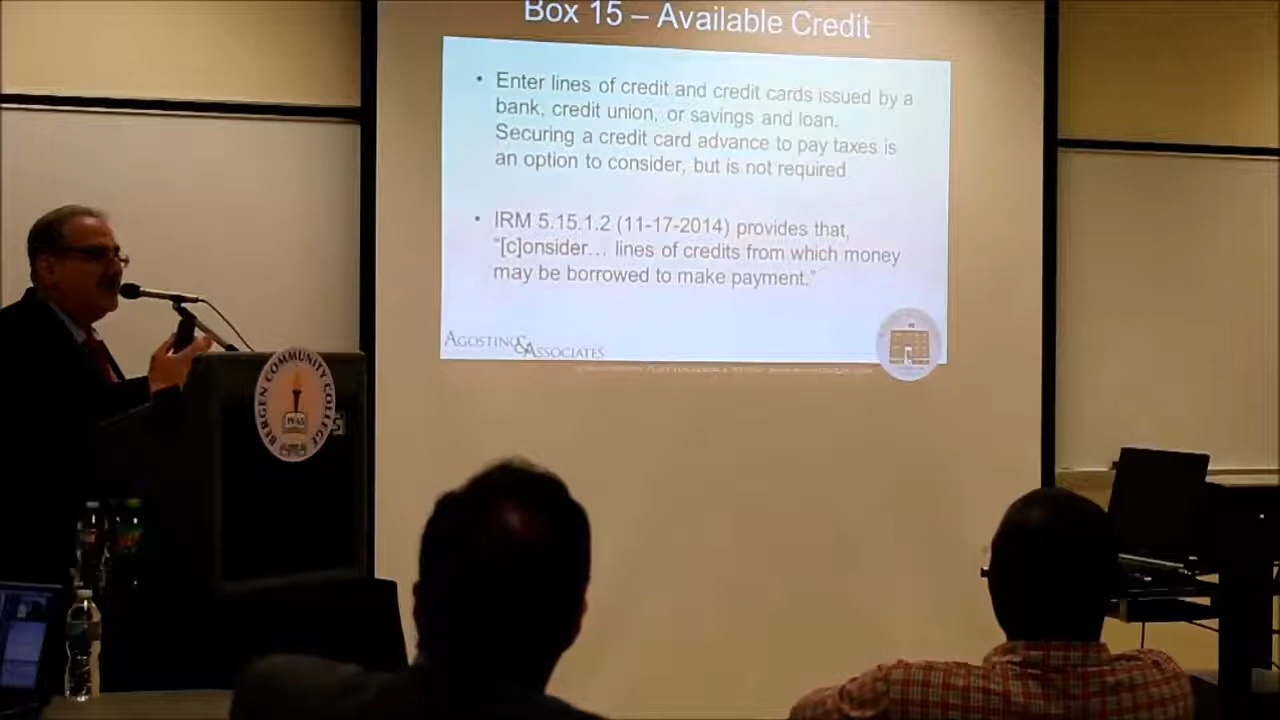 Box 15 – Available Credit
• Enter lines of credit and credit cards issued by a
bank, credit union, or savings and loan.
Securing a credit card advance to pay taxes is
an option to consider, but is not required.
• IRM 5.15.1.2 (11-17-2014) provides that,
“[c]onsider… lines of credits from which money
may be borrowed to make payment.”
AGOSTINO & ASSOCIATES
BERGEN COMMUNITY COLLEGE